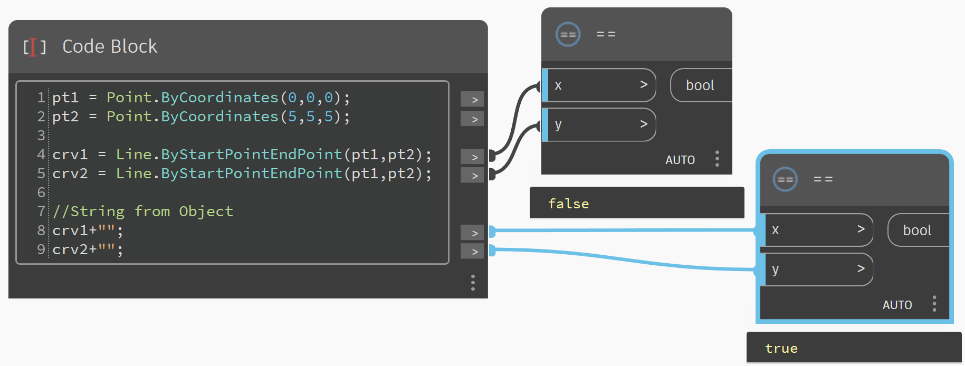 [I] Code Block
1 pt1 = Point.ByCoordinates(0,0,0);
2 pt2 = Point.ByCoordinates(5,5,5);
3
4 crv1 = Line.ByStartPointEndPoint(pt1,pt2);
5 crv2 = Line.ByStartPointEndPoint(pt1,pt2);
6
7 //String from Object
8 crv1+"";
9 crv2+"";
>
>
>
>
>
>
== ==
x > bool
y >
AUTO
false
== ==
x > bool
y >
AUTO
true